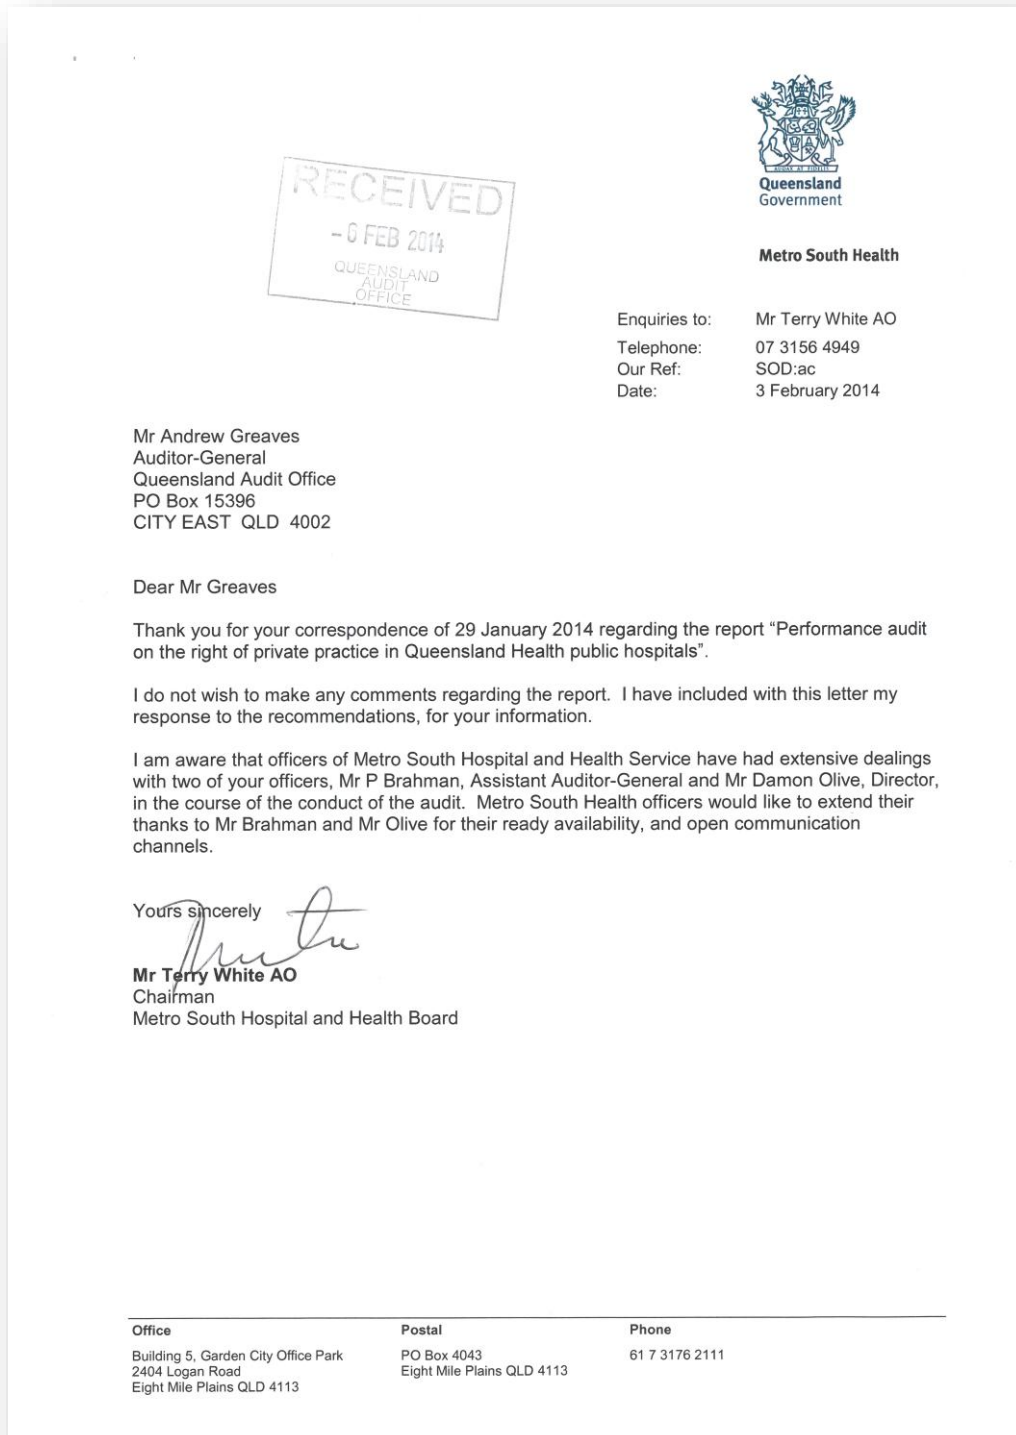 Queensland
Government
RECEIVED
- 6 FEB 2014
QUEENSLAND
AUDIT
OFFICE
Metro South Health
Enquiries to: Mr Terry White AO
Telephone: 07 3156 4949
Our Ref: SOD:ac
Date: 3 February 2014
Mr Andrew Greaves
Auditor-General
Queensland Audit Office
PO Box 15396
CITY EAST QLD 4002
Dear Mr Greaves
Thank you for your correspondence of 29 January 2014 regarding the report “Performance audit
on the right of private practice in Queensland Health public hospitals”.
I do not wish to make any comments regarding the report. I have included with this letter my
response to the recommendations, for your information.
I am aware that officers of Metro South Hospital and Health Service have had extensive dealings
with two of your officers, Mr P Brahman, Assistant Auditor-General and Mr Damon Olive, Director,
in the course of the conduct of the audit. Metro South Health officers would like to extend their
thanks to Mr Brahman and Mr Olive for their ready availability, and open communication
channels.
Yours sincerely
Mr Terry White AO
Chairman
Metro South Hospital and Health Board
Office Postal Phone
Building 5, Garden City Office Park PO Box 4043 61 7 3176 2111
2404 Logan Road Eight Mile Plains QLD 4113
Eight Mile Plains QLD 4113